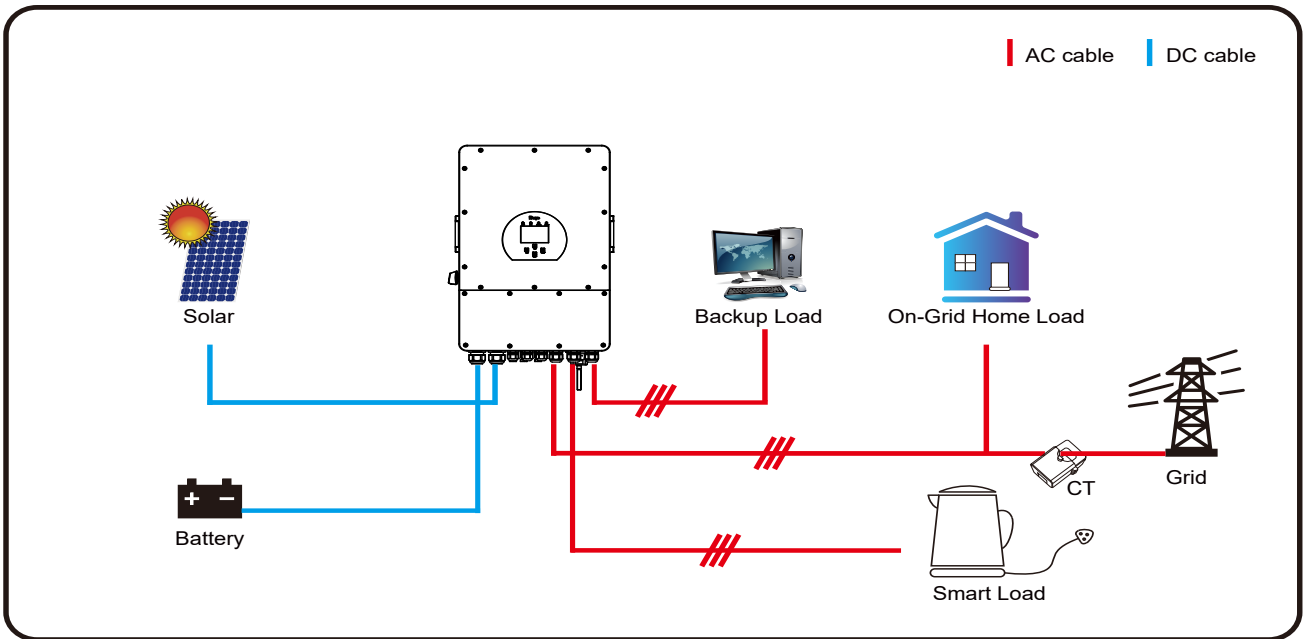 AC cable
DC cable
Solar
Backup Load
On-Grid Home Load
CT
Grid
Battery
Smart Load